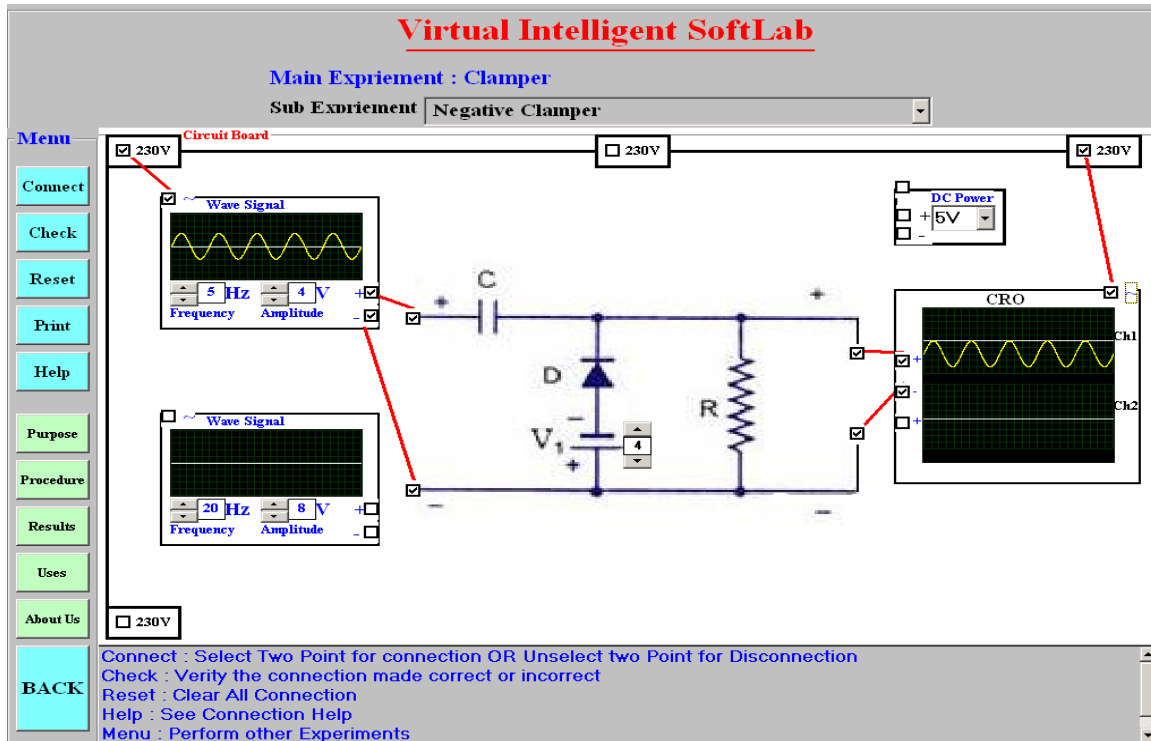 Virtual Intelligent SoftLab
Main Expriement : Clamper
Sub Expriement Negative Clamper
Menu
Circuit Board
230V
230V
230V
Connect
Check
Reset
Print
Help
Purpose
Procedure
Results
Uses
About Us
BACK
~ Wave Signal
5 Hz 4 V +
Frequency Amplitude -
~ Wave Signal
20 Hz 8 V +
Frequency Amplitude -
230V
DC Power
+ 5V
-
+ C +
D
R
- V1 4
+
- -
~
CRO
Ch1
+
-
Ch2
+
Connect : Select Two Point for connection OR Unselect two Point for Disconnection
Check : Verify the connection made correct or incorrect
Reset : Clear All Connection
Help : See Connection Help
Menu : Perform other Experiments